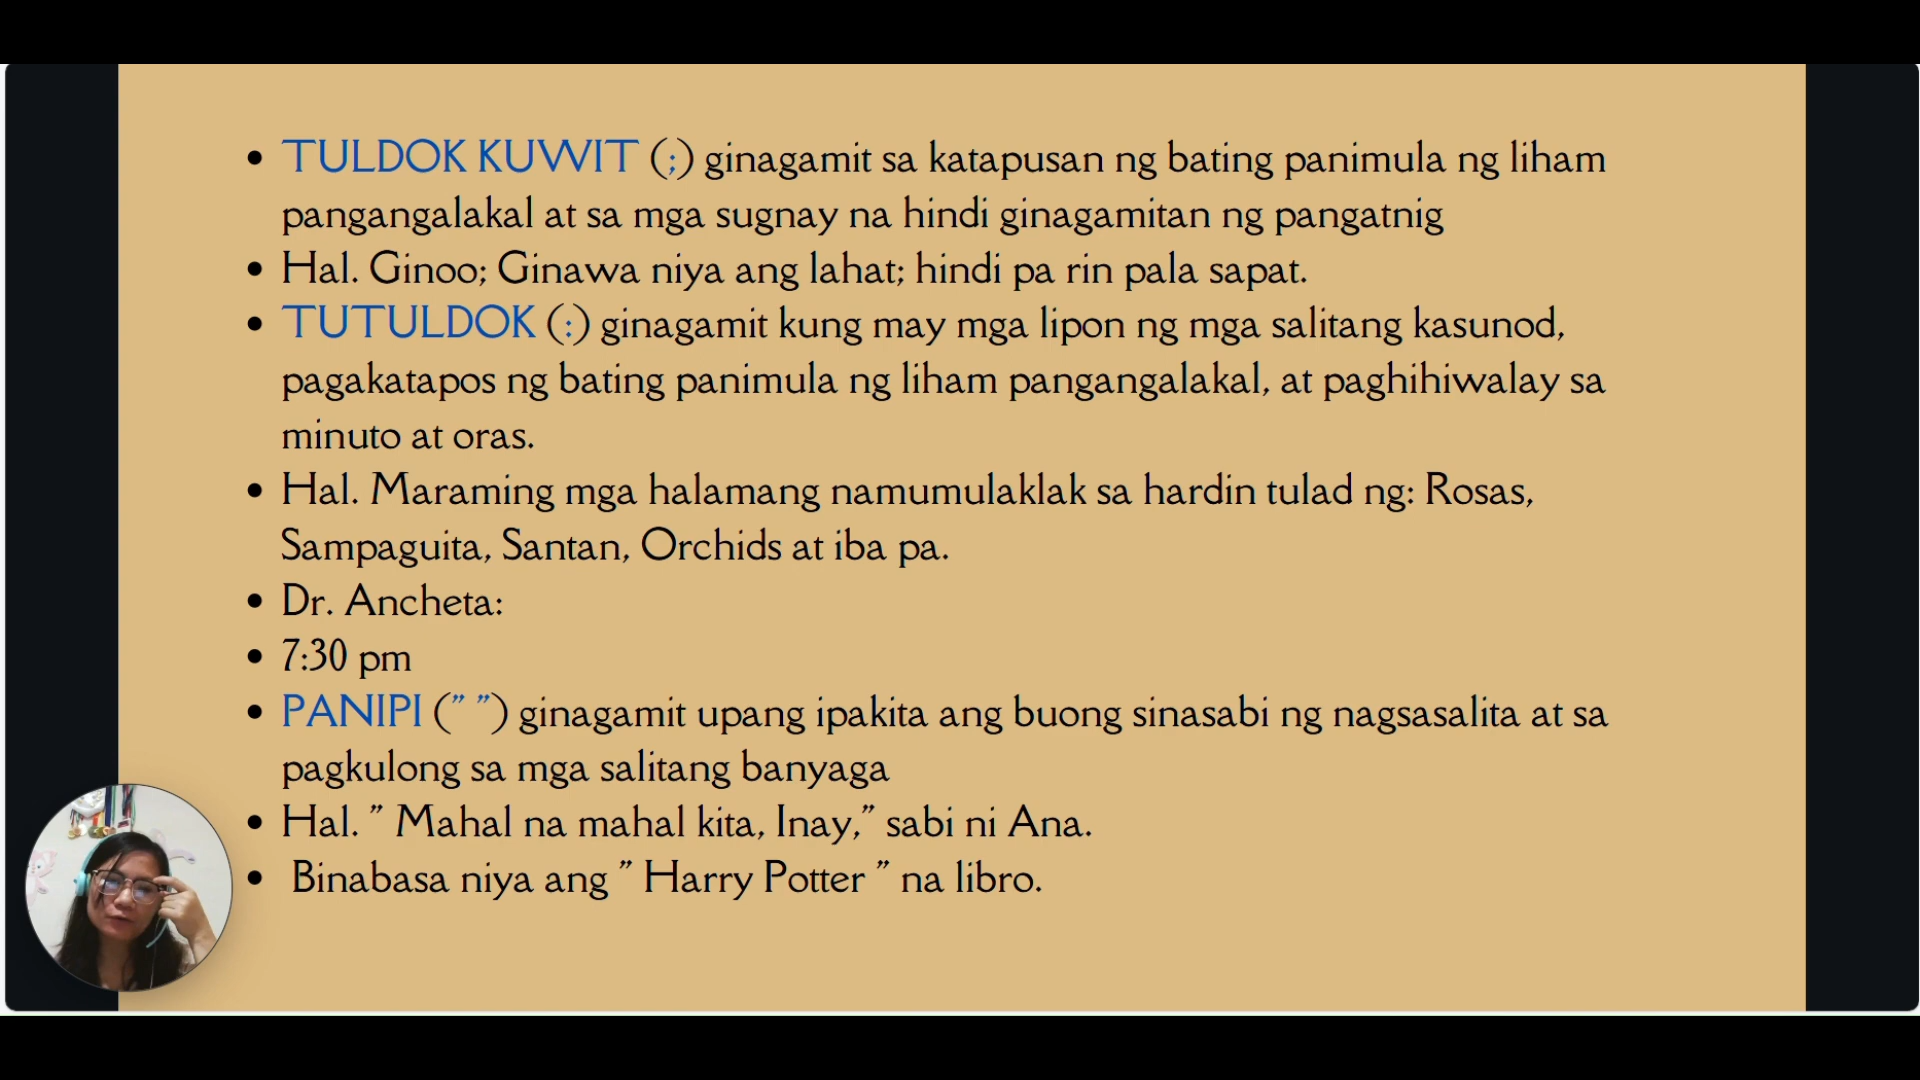 • TULDOK KUWIT (;) ginagamit sa katapusan ng bating panimula ng liham
pangangalakal at sa mga sugnay na hindi ginagamitan ng pangatnig
• Hal. Ginoo; Ginawa niya ang lahat; hindi pa rin pala sapat.
• TUTULDOK (:) ginagamit kung may mga lipon ng mga salitang kasunod,
pagakatapos ng bating panimula ng liham pangangalakal, at paghihiwalay sa
minuto at oras.
• Hal. Maraming mga halamang namumulaklak sa hardin tulad ng: Rosas,
Sampaguita, Santan, Orchids at iba pa.
• Dr. Ancheta:
• 7:30 pm
• PANIPI (” ”) ginagamit upang ipakita ang buong sinasabi ng nagsasalita at sa
pagkulong sa mga salitang banyaga
• Hal. ” Mahal na mahal kita, Inay,” sabi ni Ana.
• Binabasa niya ang ” Harry Potter ” na libro.